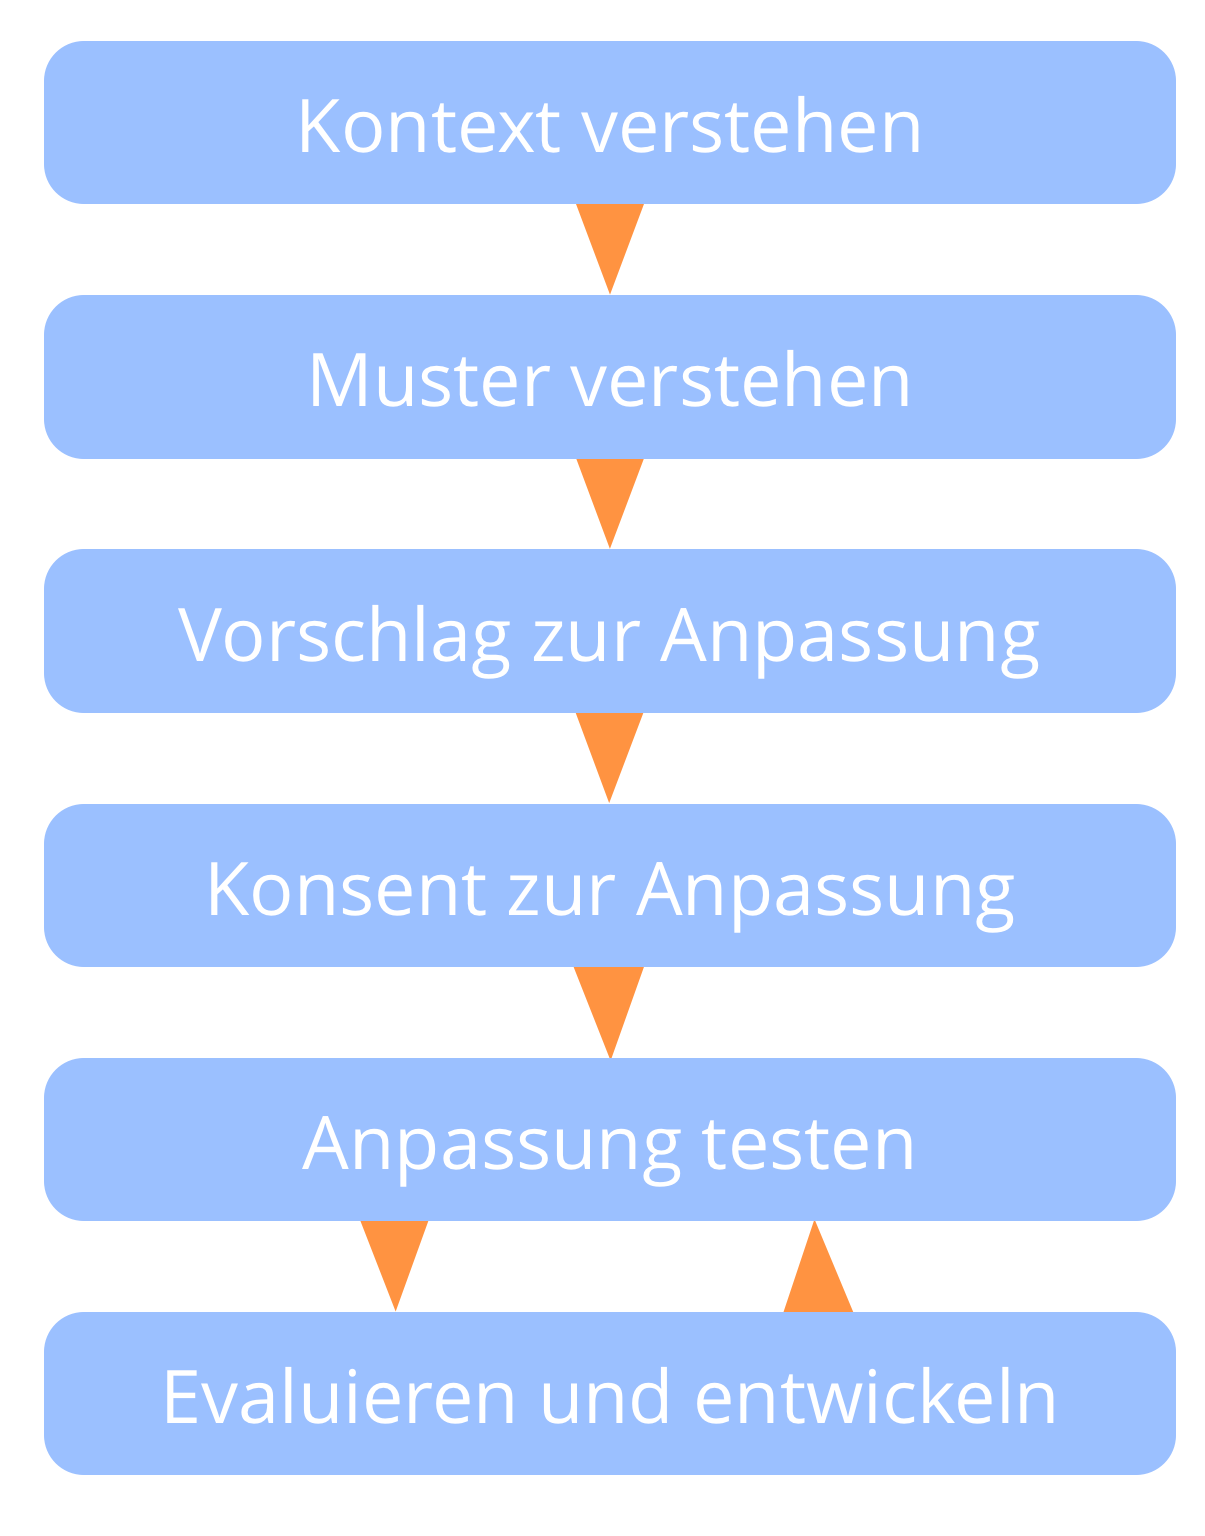 Kontext verstehen
Muster verstehen
Vorschlag zur Anpassung
Konsent zur Anpassung
Anpassung testen
Evaluieren und entwickeln